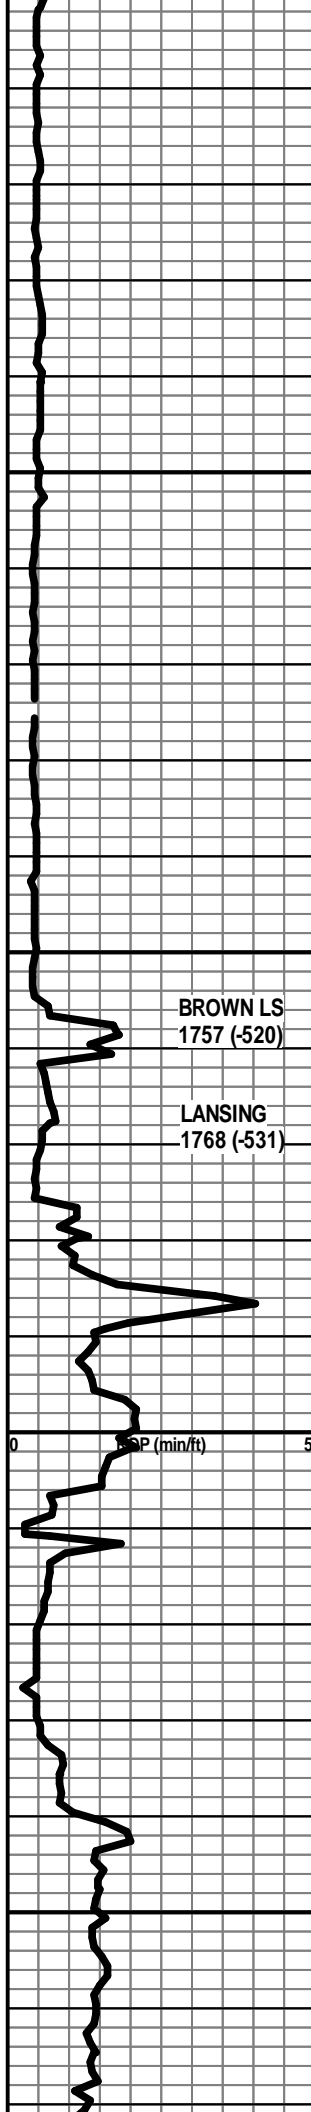 BROWN LS
1757 (-520)
LANSING
1768 (-531)
0 (min/ft) 5